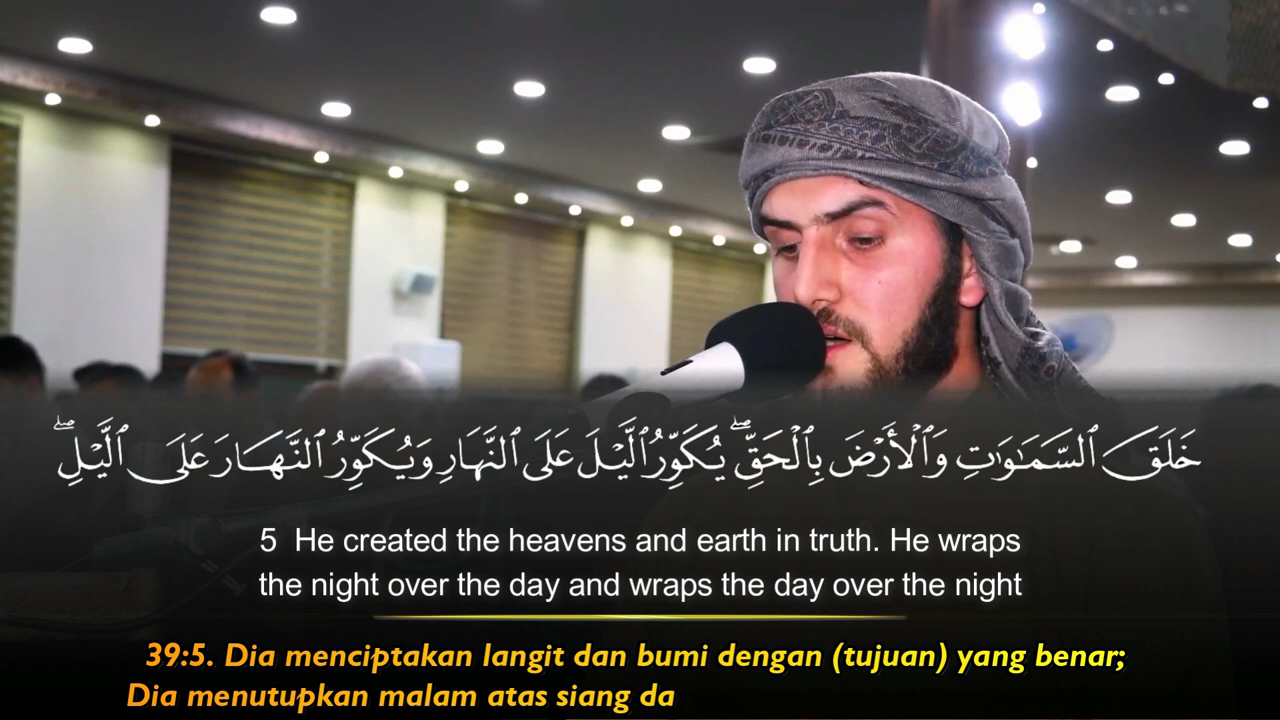 خَلَقَ ٱلسَّمَـٰوَٰتِ وَٱلْأَرْضَ بِٱلْحَقِّ ۖ يُكَوِّرُ ٱلَّيْلَ عَلَى ٱلنَّهَارِ وَيُكَوِّرُ ٱلنَّهَارَ عَلَى ٱلَّيْلِ ۖ
5 He created the heavens and earth in truth. He wraps
the night over the day and wraps the day over the night
39:5. Dia menciptakan langit dan bumi dengan (tujuan) yang benar;
Dia menutupkan malam atas siang da